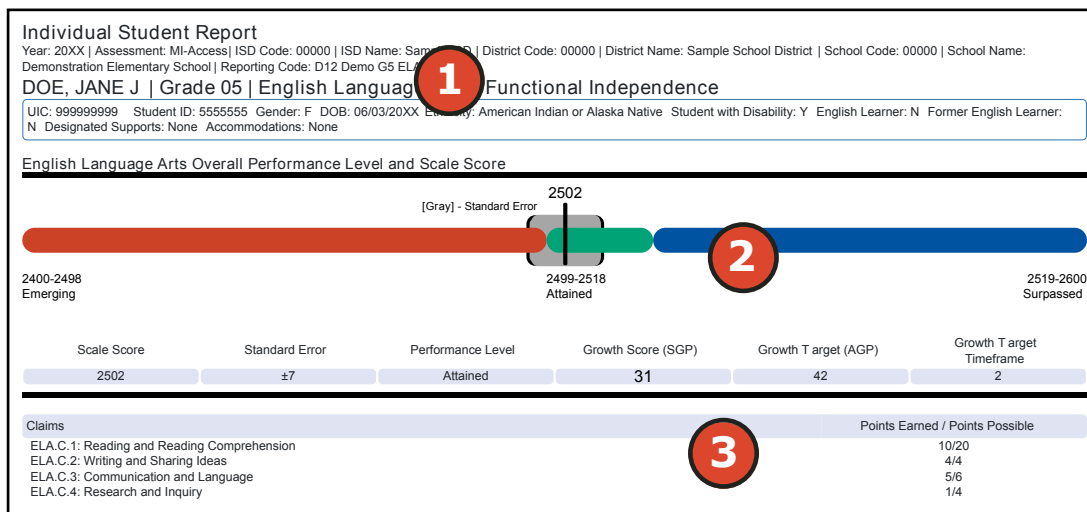 Individual Student Report
Year: 20XX | Assessment: MI-Access| ISD Code: 00000 | ISD Name: | District Code: 00000 | District Name: Sample School District | School Code: 00000 | School Name:
Demonstration Elementary School | Reporting Code: D12 Demo G5
1
DOE, JANE J | Grade 05 | English Functional Independence
UIC: 999999999 Student ID: 5555555 Gender: F DOB: 06/03/20XX American Indian or Alaska Native Student with Disability: Y English Learner: N Former English Learner:
N Designated Supports: None Accommodations: None
English Language Arts Overall Performance Level and Scale Score
2502
[Gray] - Standard Error
2
2400-2498 2499-2518 2519-2600
Emerging Attained Surpassed
Scale Score Standard Error Performance Level Growth Score (SGP) Growth T arget (AGP) Growth T arget
Timeframe
2502 ±7 Attained 31 42 2
Claims Points Earned / Points Possible
3
ELA.C.1: Reading and Reading Comprehension 10/20
ELA.C.2: Writing and Sharing Ideas 4/4
ELA.C.3: Communication and Language 5/6
ELA.C.4: Research and Inquiry 1/4